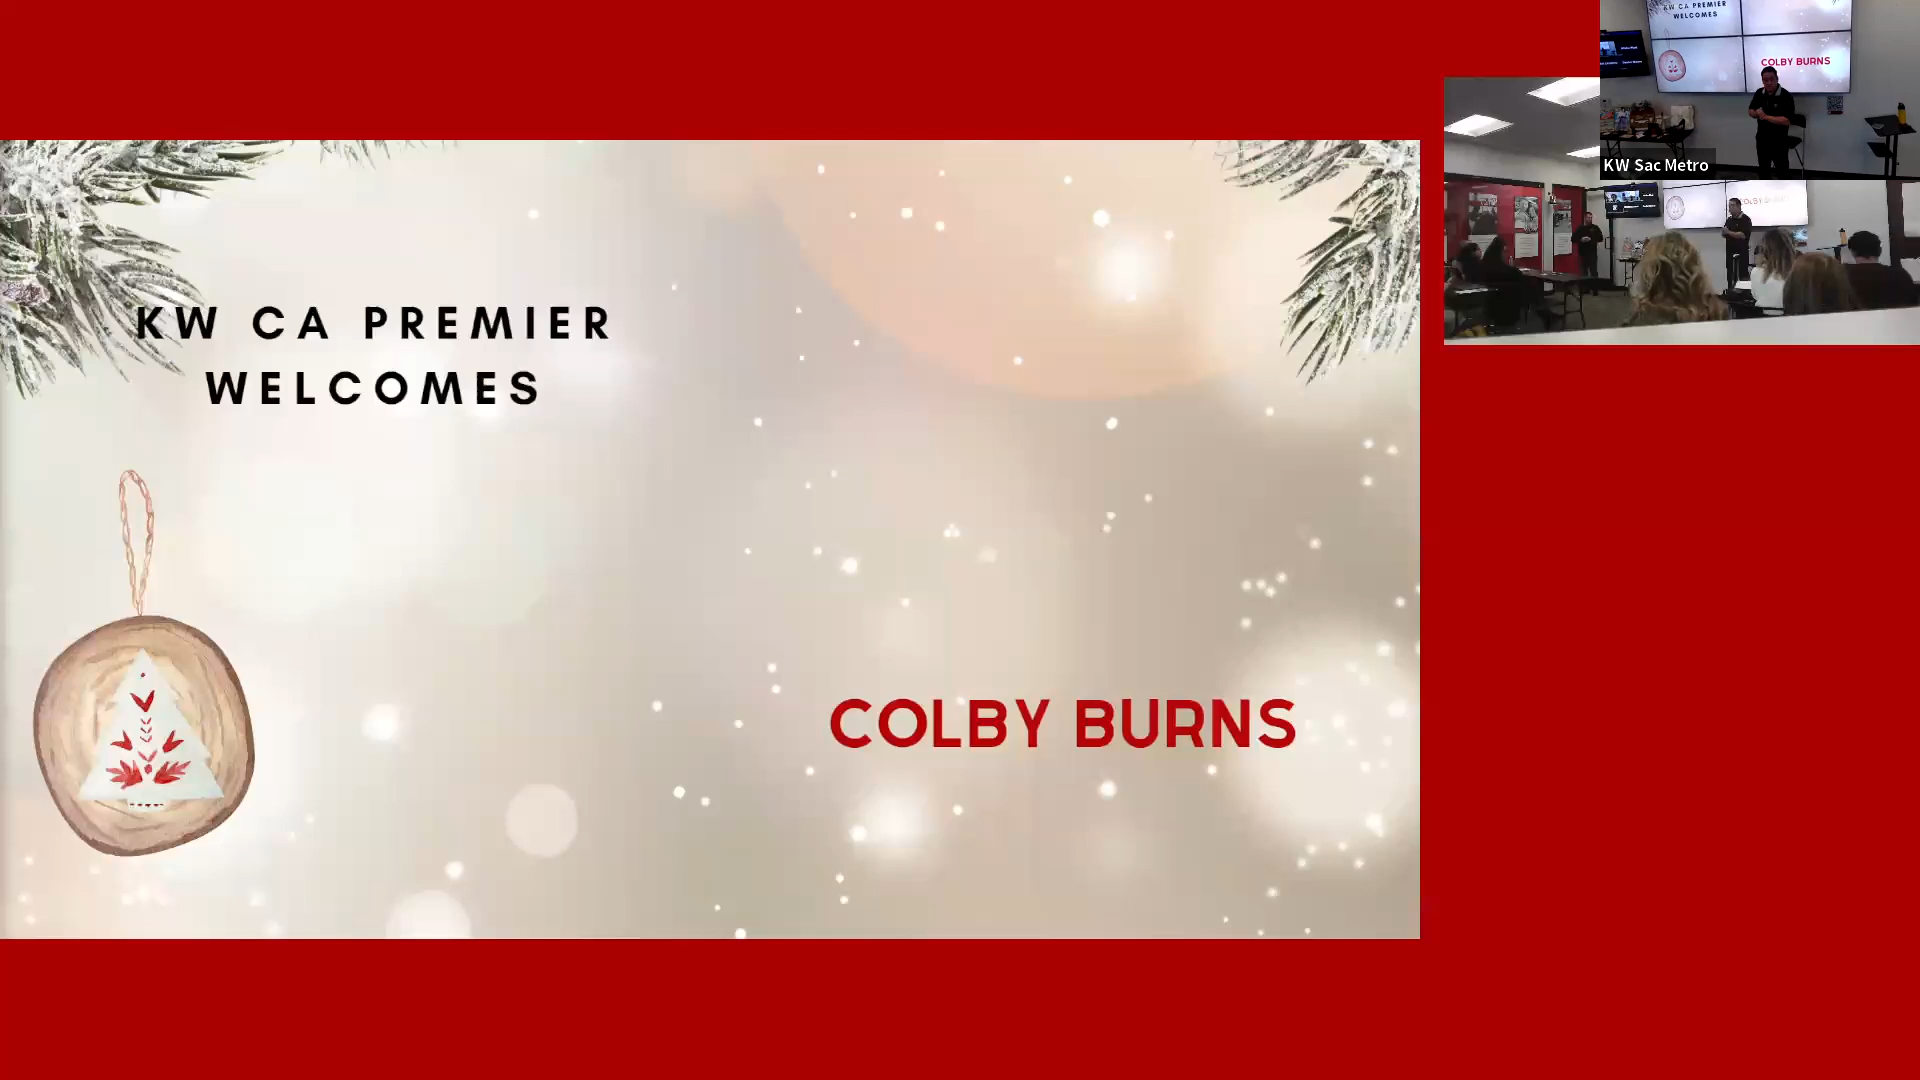 KW CA PREMIER
WELCOMES
COLBY BURNS
KW CA PREMIER
WELCOMES
COLBY BURNS
KW Sac Metro